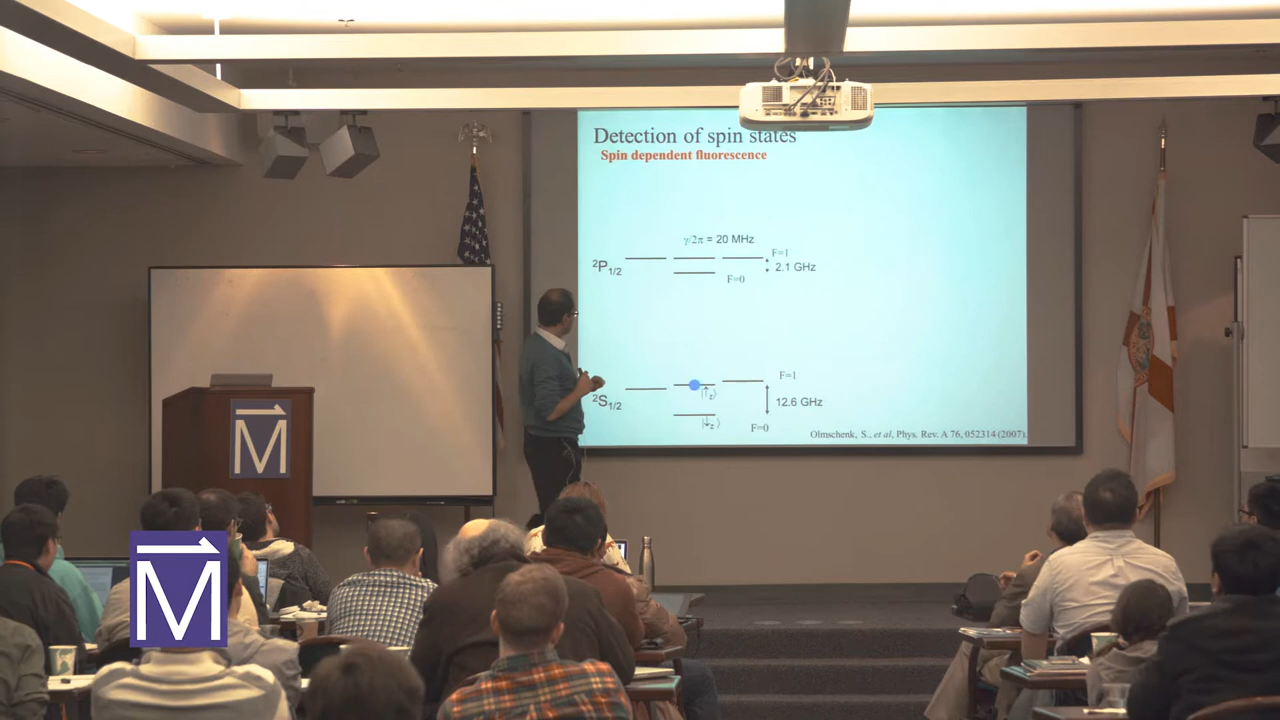 Detection of spin states
Spin dependent fluorescence
γ/2π = 20 MHz
²P₁/₂
F=1
2.1 GHz
F=0
F=1
²S₁/₂
|↑z⟩
12.6 GHz
|↓z⟩
F=0
Olmschenk, S., et al, Phys. Rev. A 76, 052314 (2007).
M
M